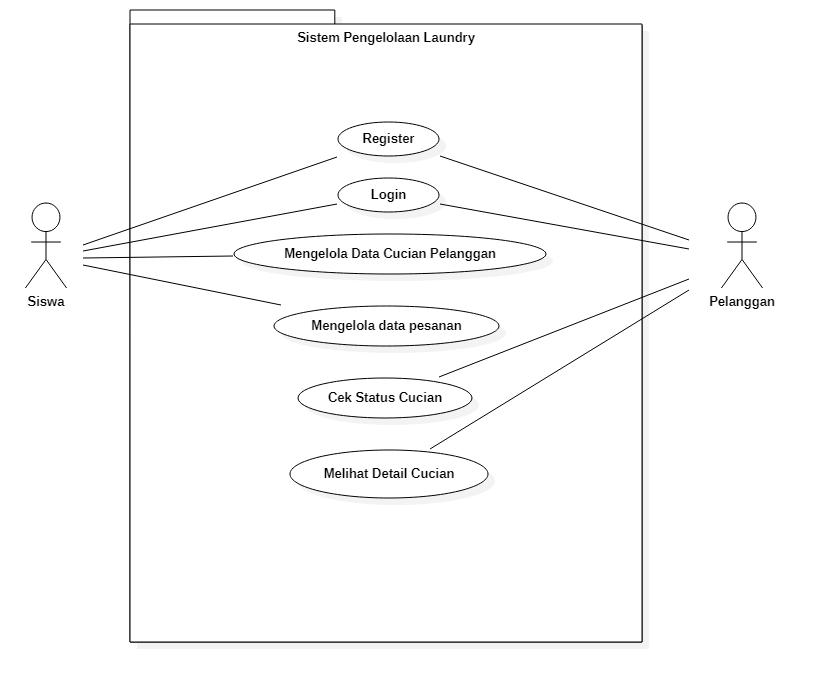 Sistem Pengelolaan Laundry
Register
Login
Mengelola Data Cucian Pelanggan
Siswa
Pelanggan
Mengelola data pesanan
Cek Status Cucian
Melihat Detail Cucian